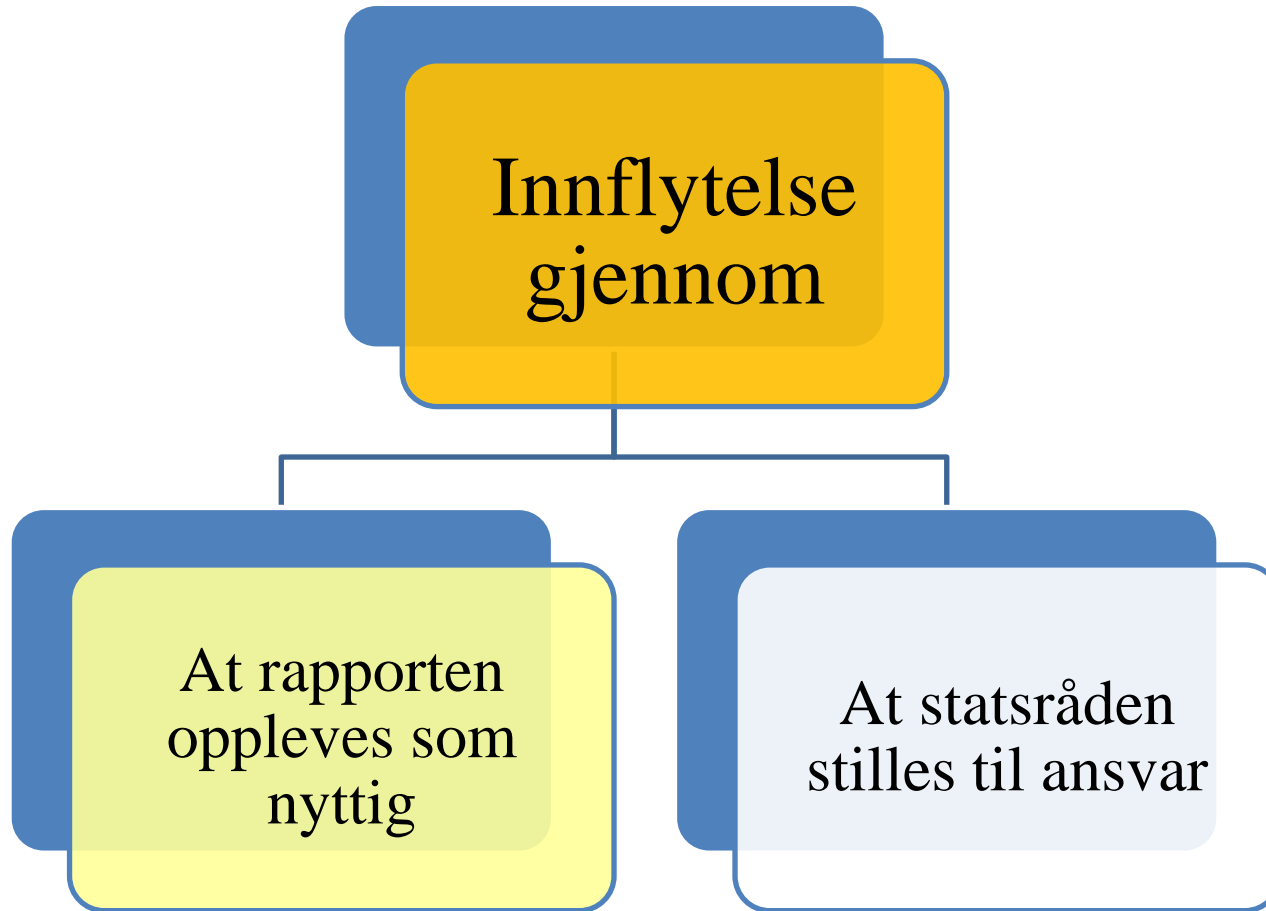 Innflytelse
gjennom
At rapporten
oppleves som
nyttig
At statsråden
stilles til ansvar